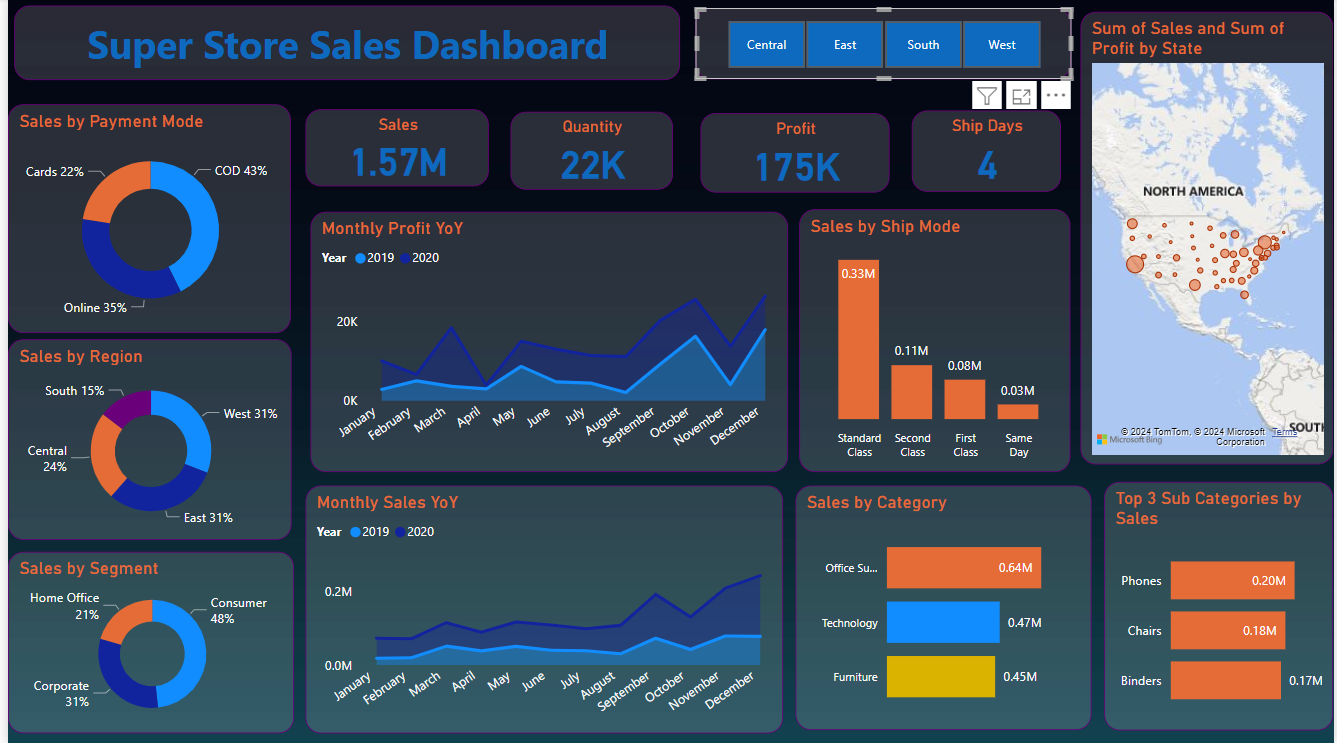 Super Store Sales Dashboard
Central
East
South
West
Sum of Sales and Sum of
Profit by State
NORTH AMERICA
© 2024 TomTom, © 2024 Microsoft
Corporation
Terms
Microsoft Bing
SOUTH
Sales by Payment Mode
Cards 22%
COD 43%
Online 35%
Sales
1.57M
Quantity
22K
Profit
175K
Ship Days
4
Monthly Profit YoY
Year 2019 2020
20K
0K
January
February
March
April
May
June
July
August
September
October
November
December
Sales by Ship Mode
0.33M
0.11M
0.08M
0.03M
Standard
Class
Second
Class
First
Class
Same
Day
Sales by Region
South 15%
West 31%
Central
24%
East 31%
Sales by Segment
Home Office
21%
Consumer
48%
Corporate
31%
Monthly Sales YoY
Year 2019 2020
0.2M
0.0M
January
February
March
April
May
June
July
August
September
October
November
December
Sales by Category
Office Su... 0.64M
Technology 0.47M
Furniture 0.45M
Top 3 Sub Categories by
Sales
Phones 0.20M
Chairs 0.18M
Binders 0.17M